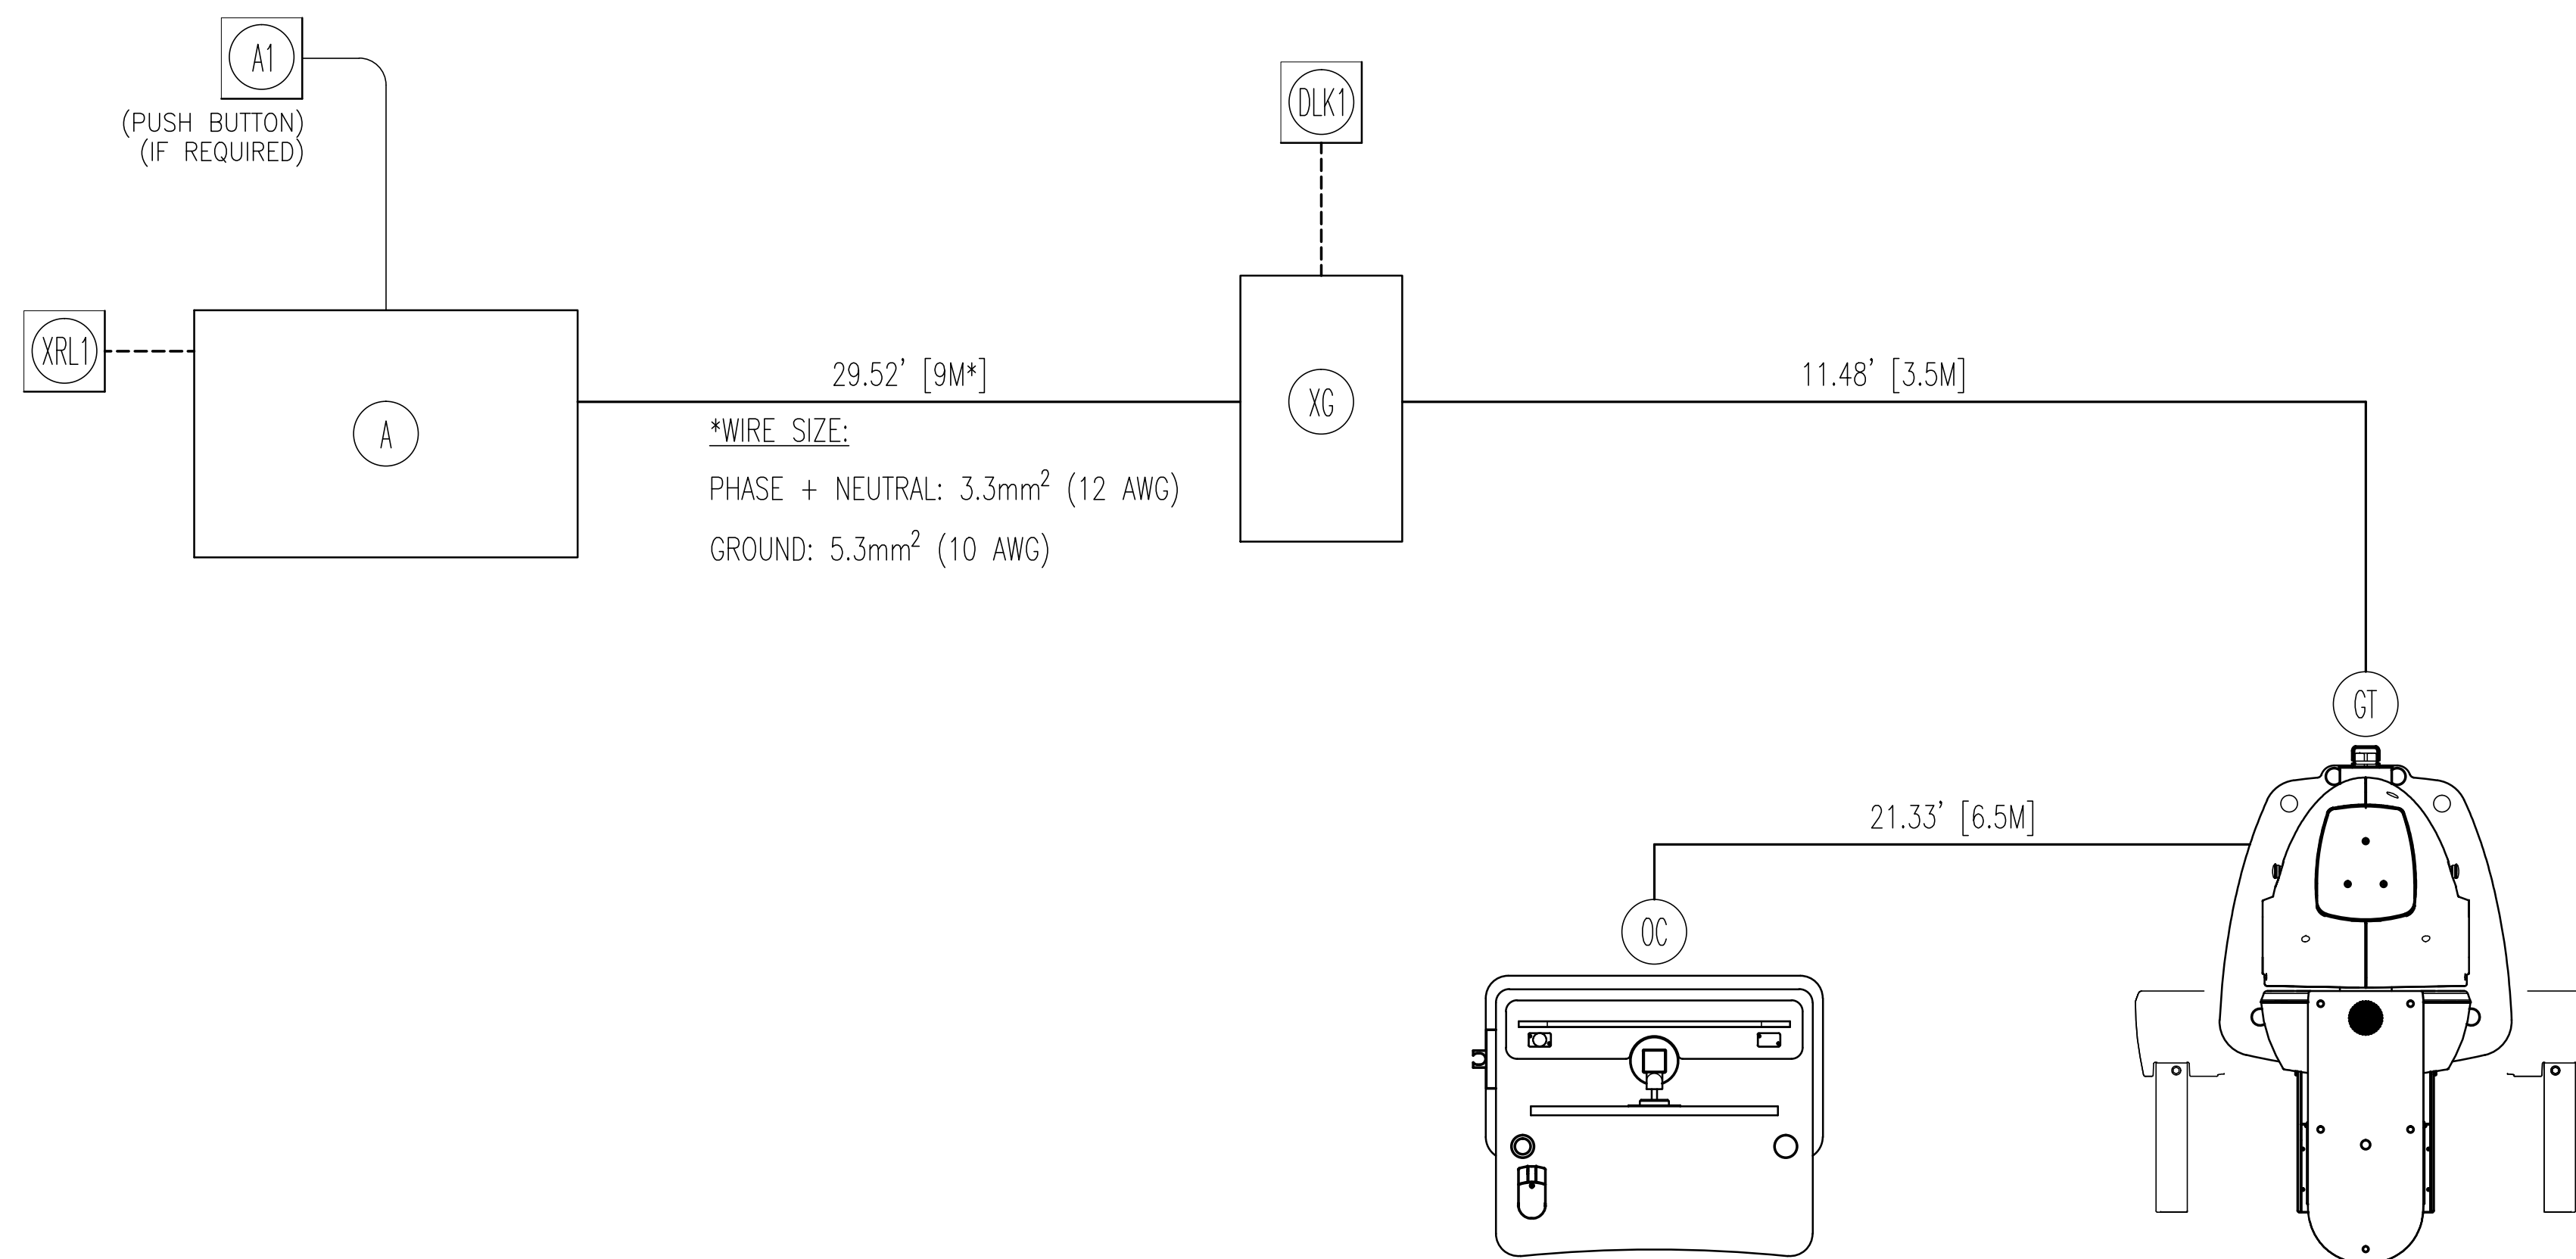 A1
(PUSH BUTTON)
(IF REQUIRED)
DLK1
XRL1
A
29.52' [9M*]
XG
11.48' [3.5M]
*WIRE SIZE:
PHASE + NEUTRAL: 3.3mm² (12 AWG)
GROUND: 5.3mm² (10 AWG)
GT
21.33' [6.5M]
OC